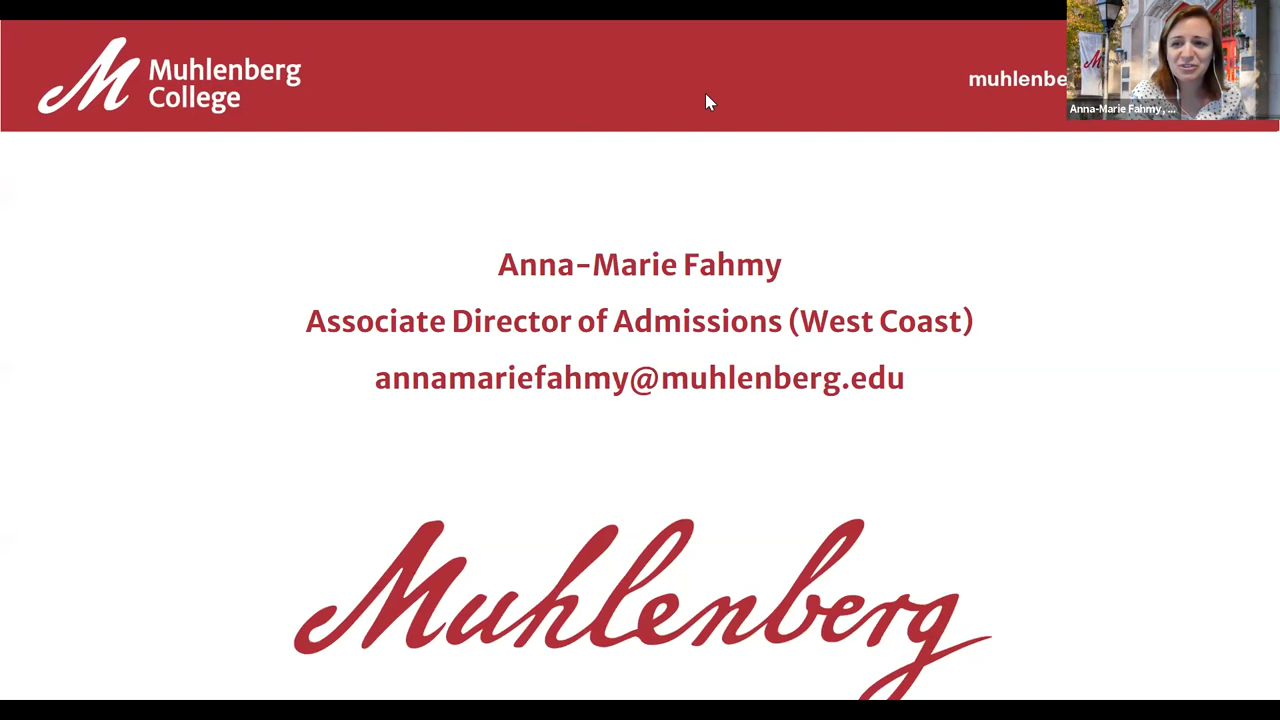 Muhlenberg
College
muhlenbe
Anna-Marie Fahmy, ...
Anna-Marie Fahmy
Associate Director of Admissions (West Coast)
annamariefahmy@muhlenberg.edu
Muhlenberg